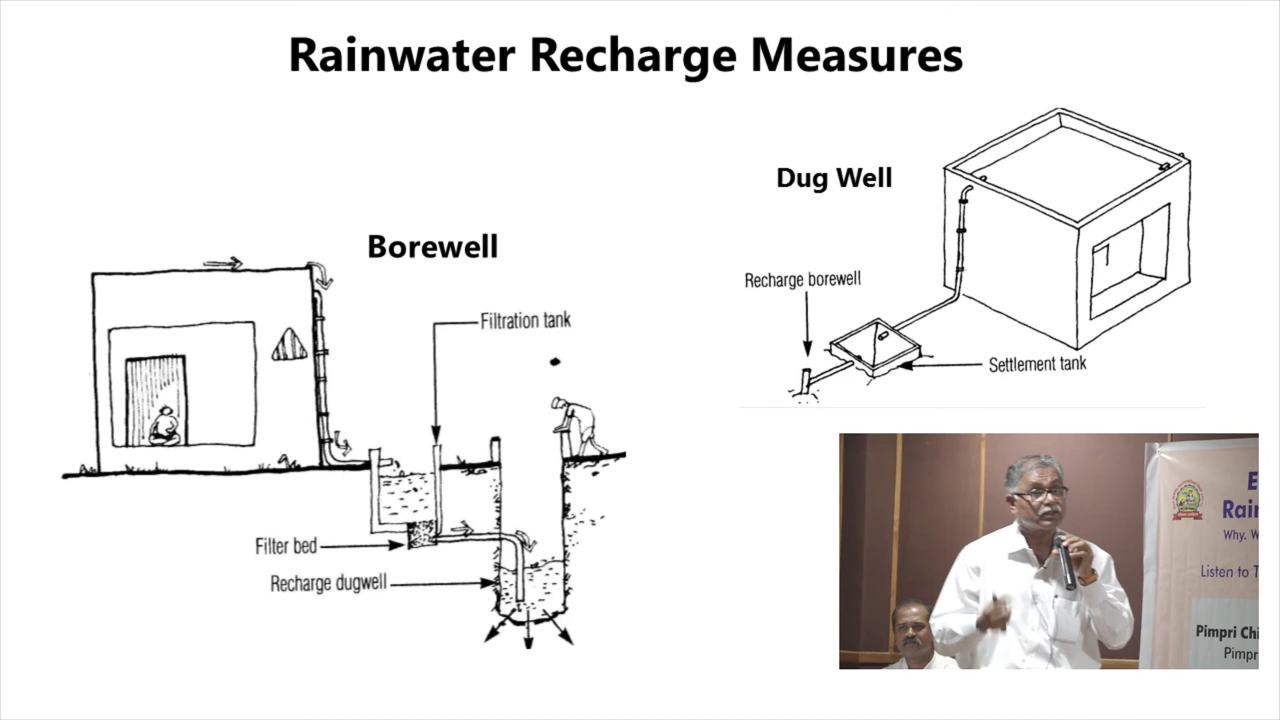 Rainwater Recharge Measures
Dug Well
Borewell
Recharge borewell
Filtration tank
Settlement tank
Filter bed
Recharge dugwell
E
Rai
Why. W
Listen to T
Pimpri Chi
Pimpr